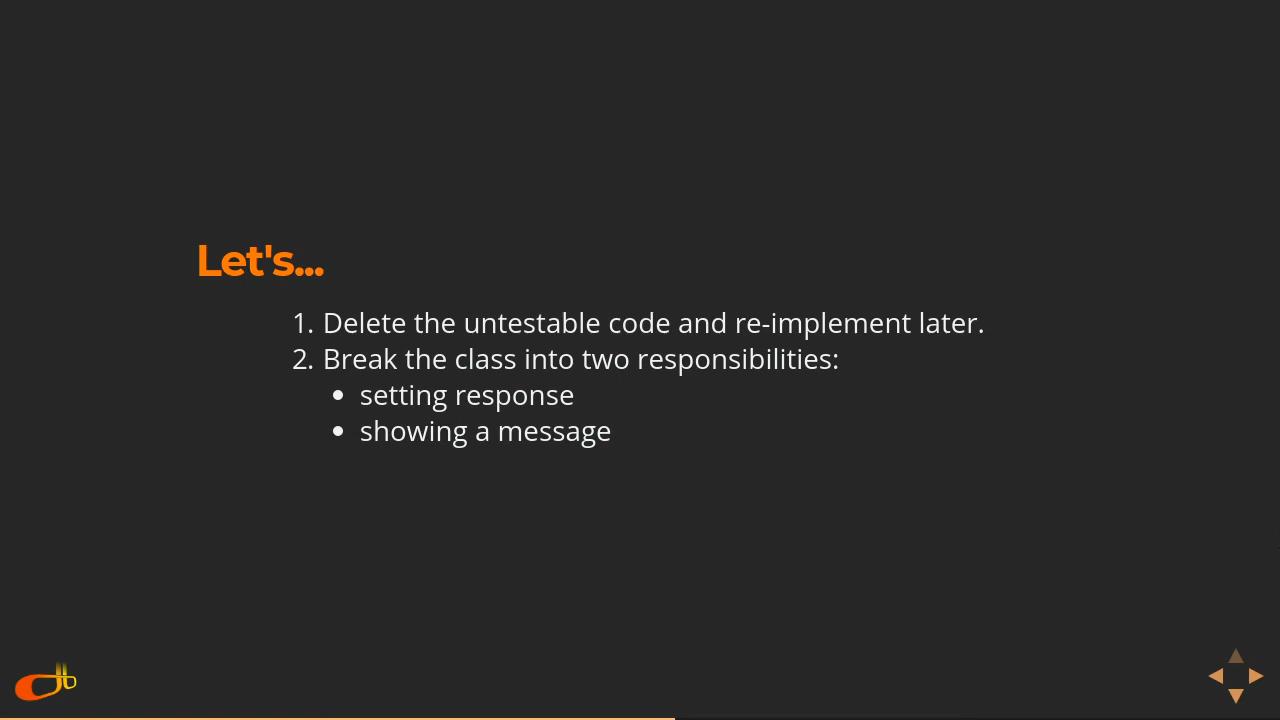 Let's...
1. Delete the untestable code and re-implement later.
2. Break the class into two responsibilities:
• setting response
• showing a message